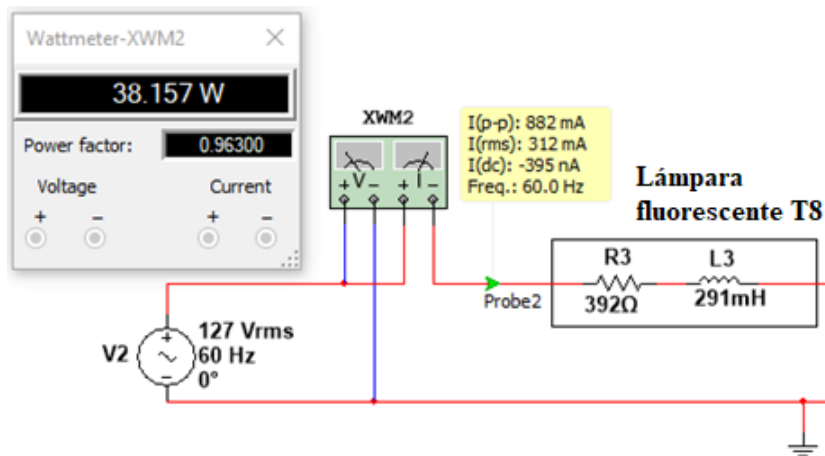 Wattmeter-XWM2
38.157 W
Power factor:
0.96300
Voltage
Current
+
−
+
−
XWM2
V
I
+
−
+
−
I(p-p): 882 mA
I(rms): 312 mA
I(dc): -395 nA
Freq.: 60.0 Hz
Lámpara
fluorescente T8
R3
L3
392Ω
291mH
Probe2
V2
127 Vrms
60 Hz
0°
+
−